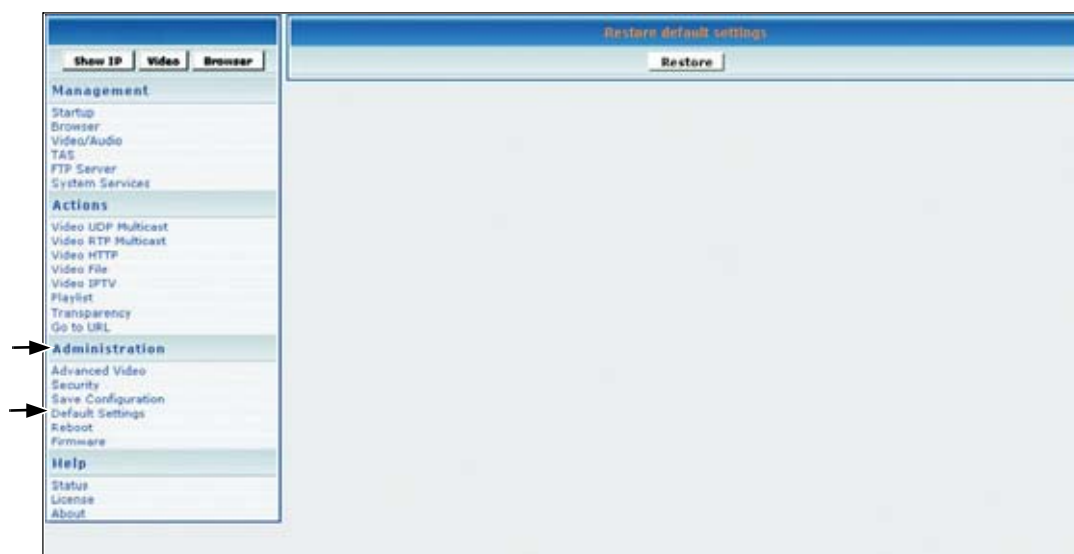 Restore default settings
Show IP Video Browser
Restore
Management
Startup
Browser
Video/Audio
TAS
FTP Server
System Services
Actions
Video UDP Multicast
Video RTP Multicast
Video HTTP
Video File
Video IPTV
Playlist
Transparency
Go to URL
Administration
Advanced Video
Security
Save Configuration
Default Settings
Reboot
Firmware
Help
Status
License
About